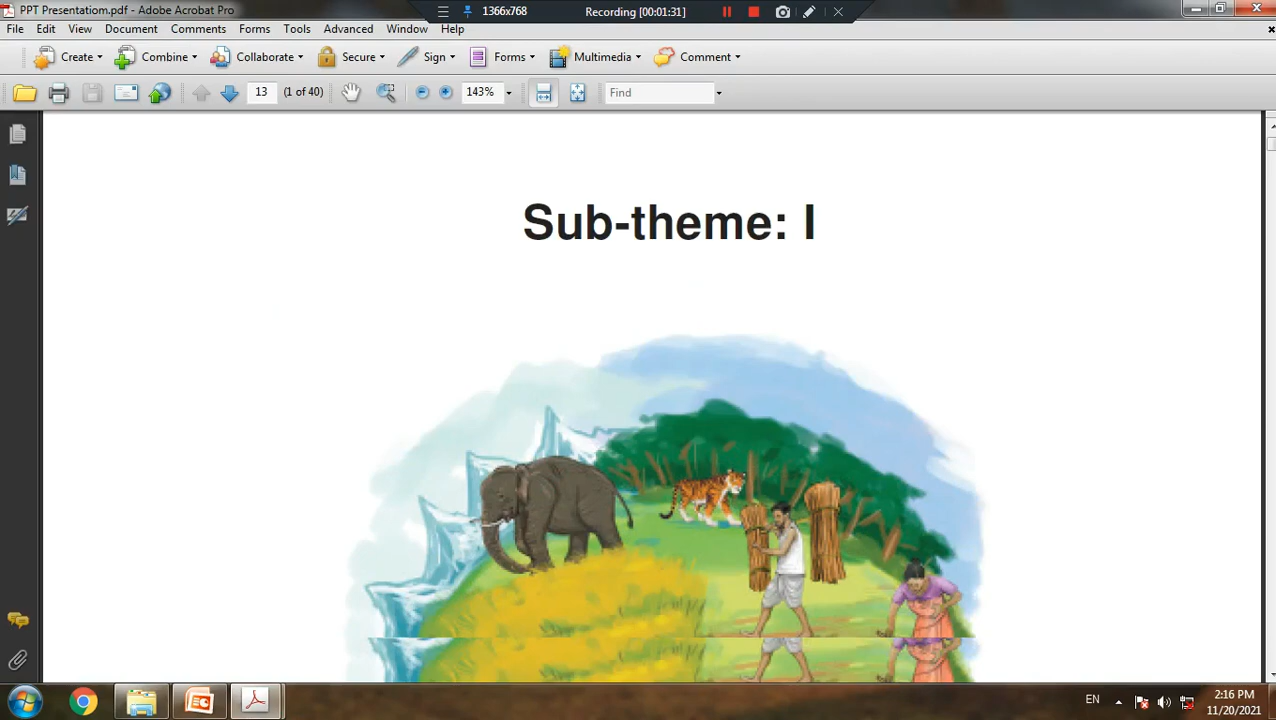 PPT Presentatiom.pdf - Adobe Acrobat Pro
1366x768
Recording [00:01:31]
File Edit View Document Comments Forms Tools Advanced Window Help
Create Combine Collaborate Secure Sign Forms Multimedia Comment
13 (1 of 40) 143% Find
Sub-theme: I
EN
2:16 PM
11/20/2021